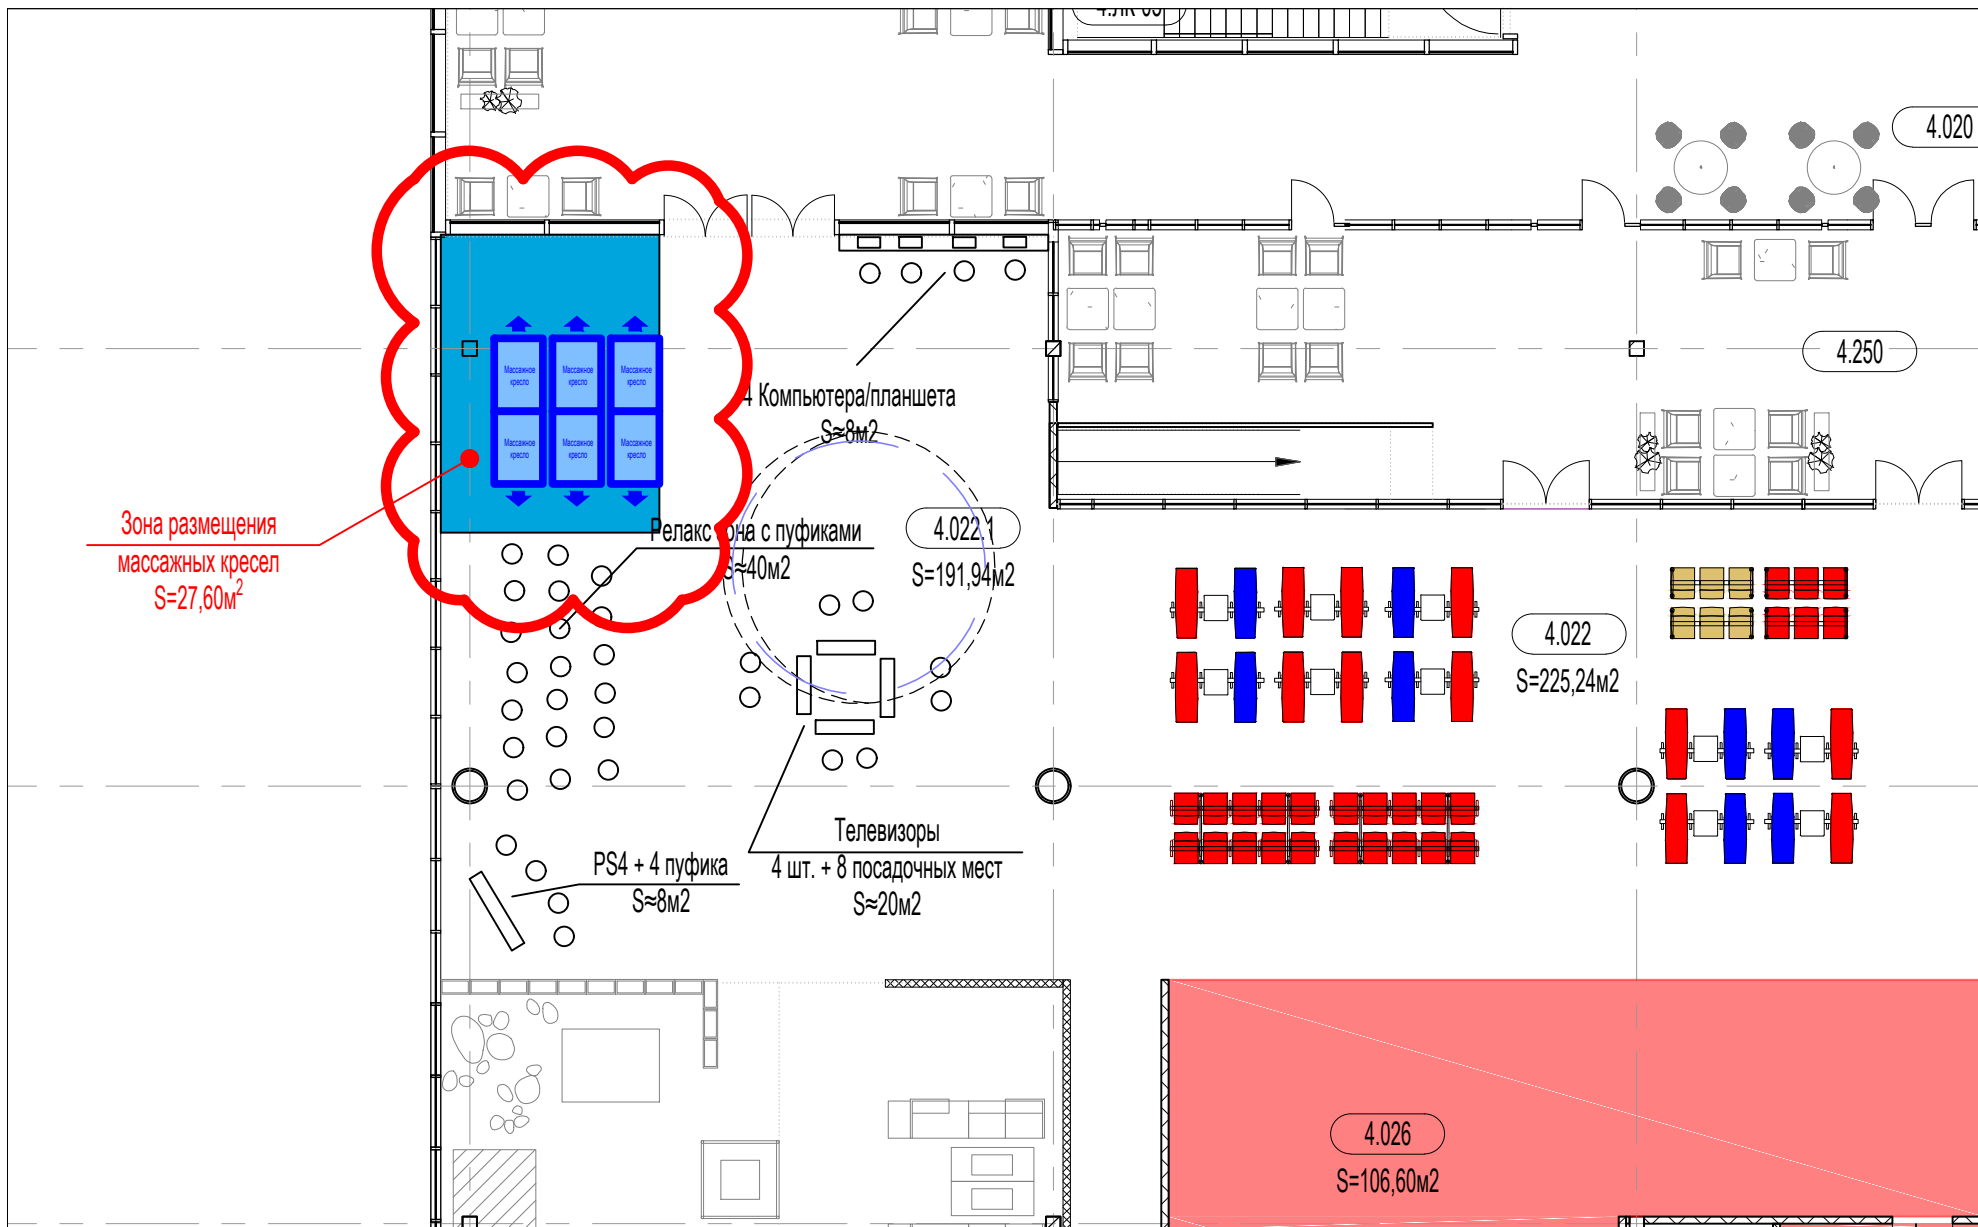 4.020
4.250
Массажное
кресло
Массажное
кресло
Массажное
кресло
Массажное
кресло
Массажное
кресло
Массажное
кресло
4 Компьютера/планшета
S≈8м2
Зона размещения
массажных кресел
S=27,60м²
Релакс зона с пуфиками
S≈40м2
4.022.1
S=191,94м2
4.022
S=225,24м2
Телевизоры
4 шт. + 8 посадочных мест
S≈20м2
PS4 + 4 пуфика
S≈8м2
4.026
S=106,60м2